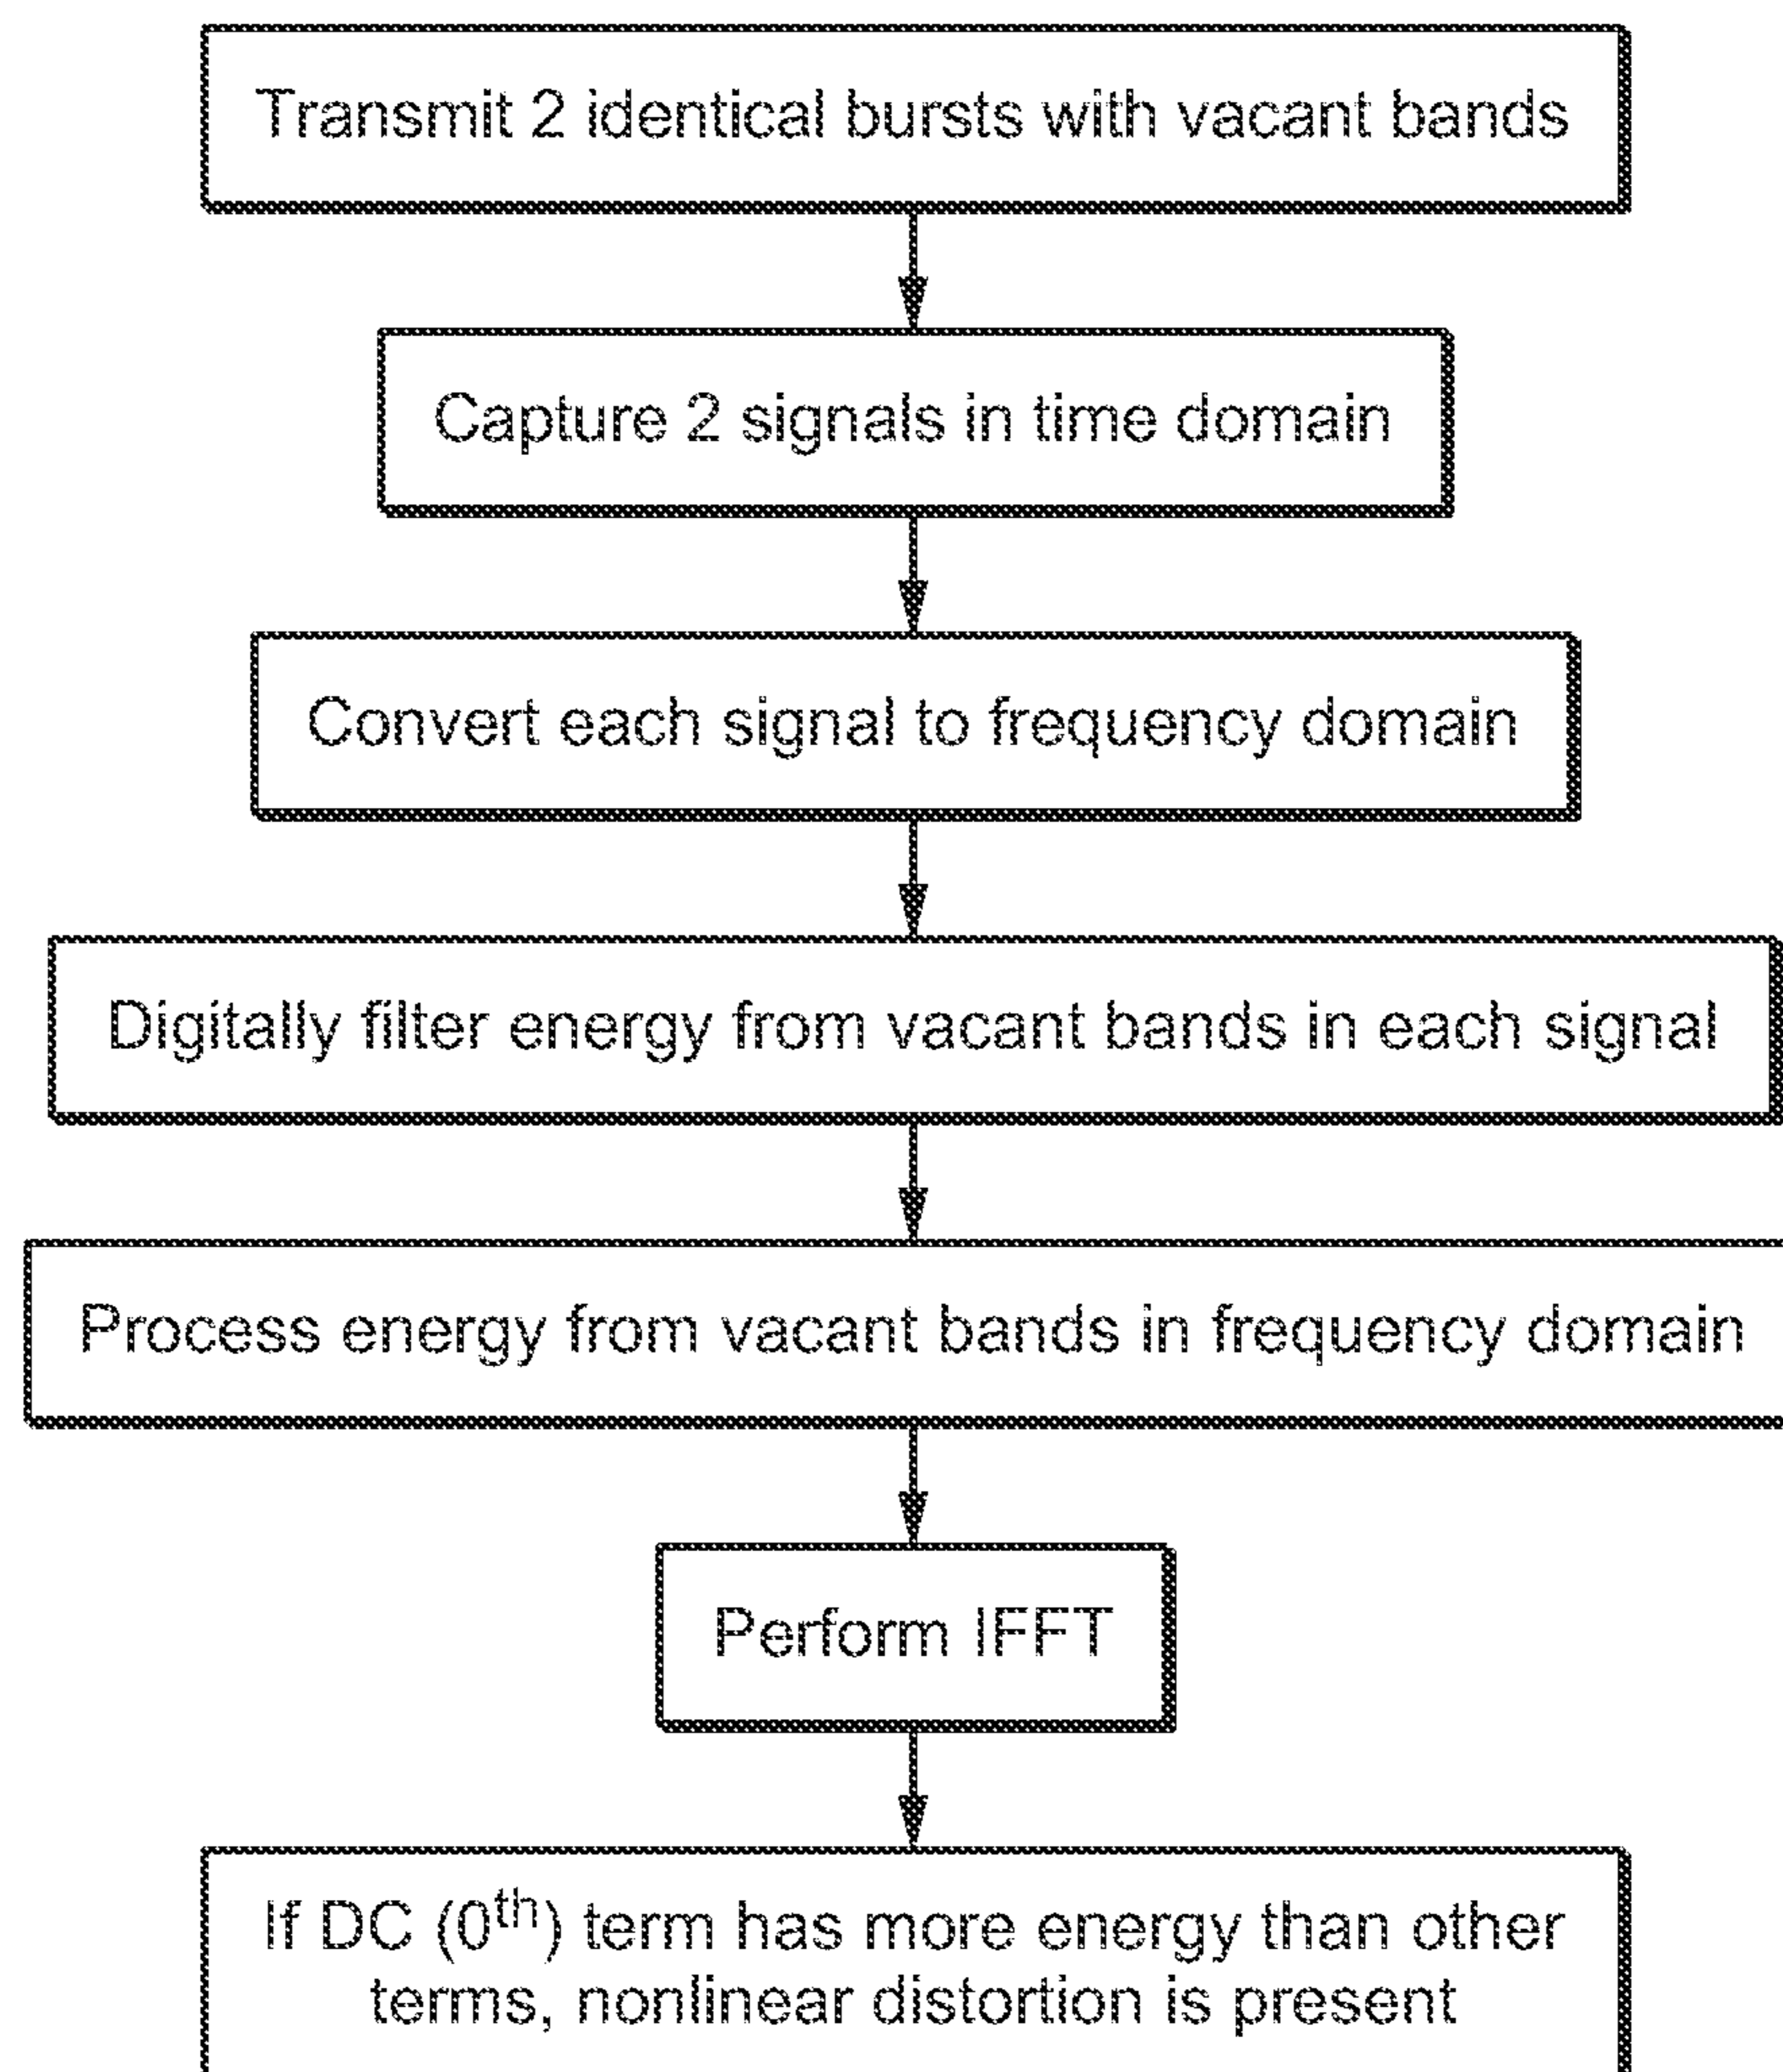 Transmit 2 identical bursts with vacant bands
Capture 2 signals in time domain
Convert each signal to frequency domain
Digitally filter energy from vacant bands in each signal
Process energy from vacant bands in frequency domain
Perform IFFT
If DC (0th) term has more energy than other
terms, nonlinear distortion is present